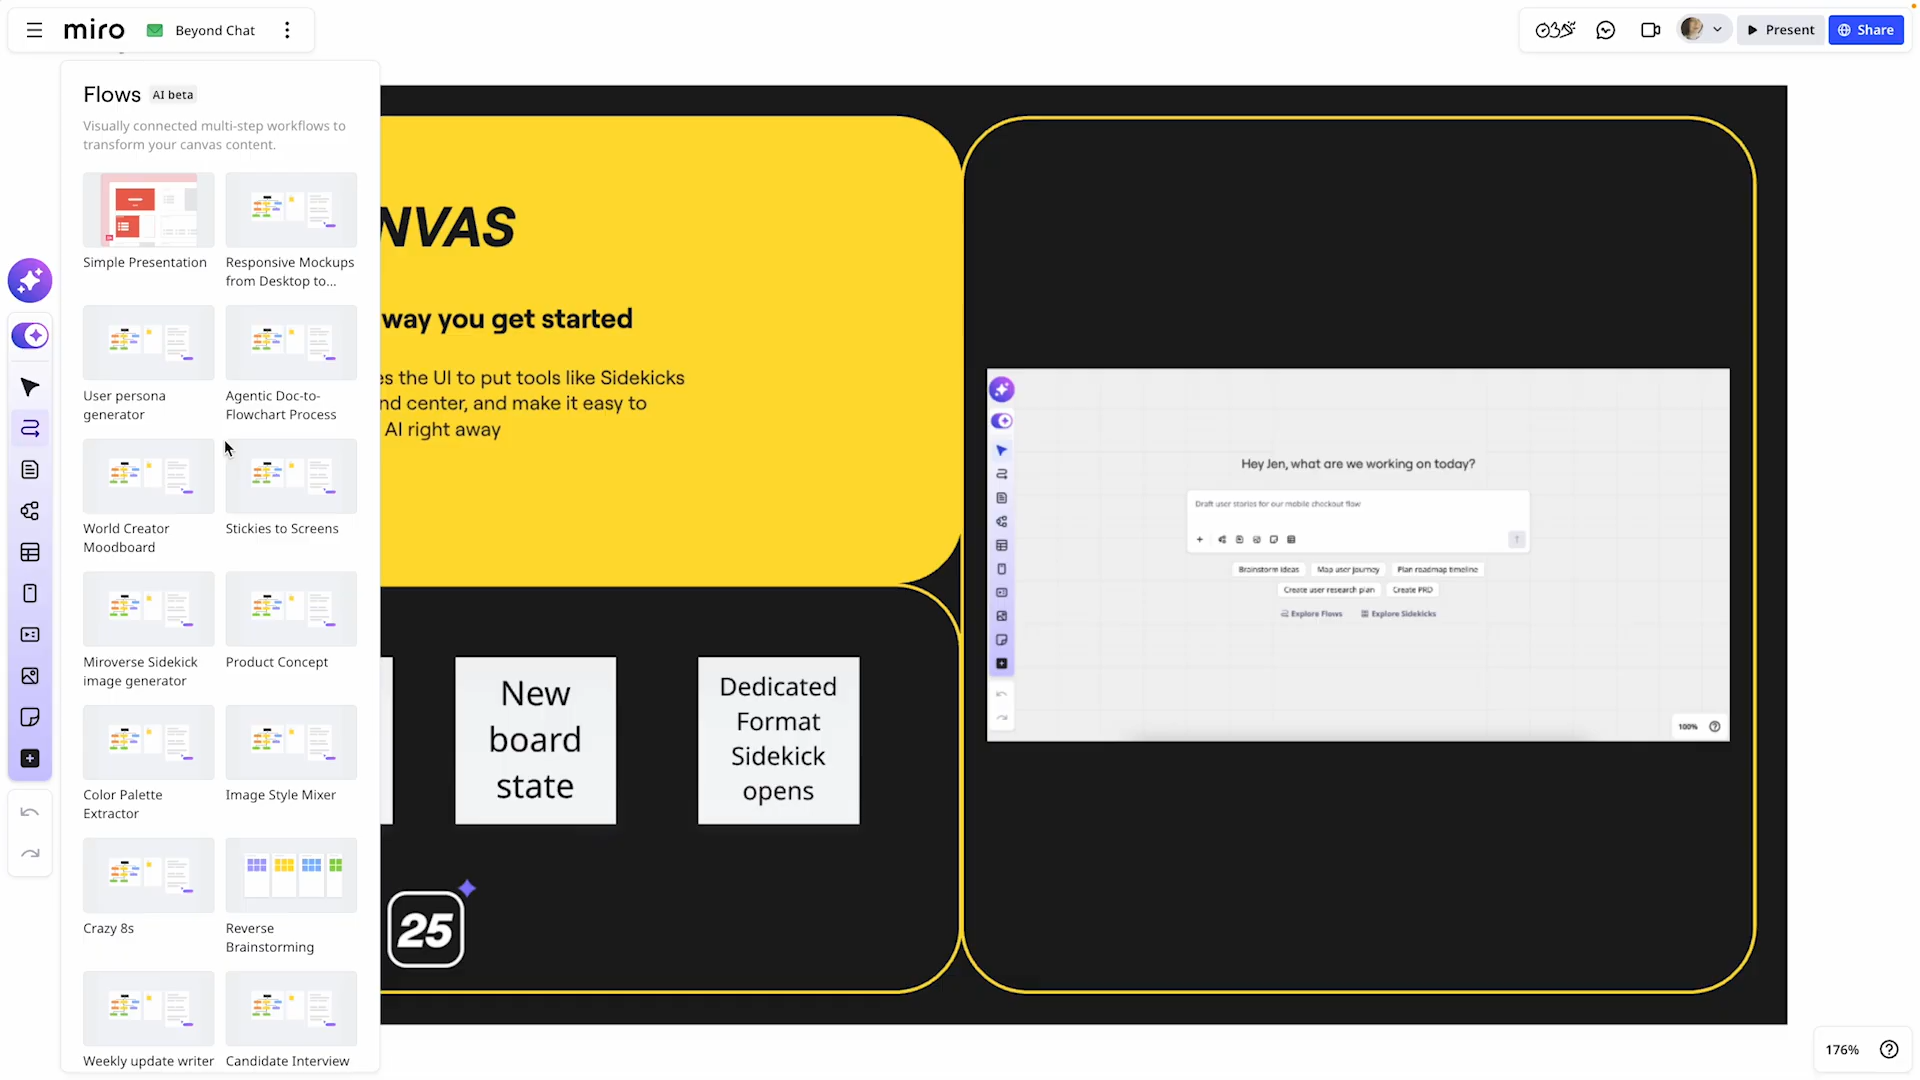 miro
Beyond Chat
Present
Share
Flows
AI beta
Visually connected multi-step workflows to
transform your canvas content.
Simple Presentation
Responsive Mockups
from Desktop to...
User persona
generator
Agentic Doc-to-
Flowchart Process
World Creator
Moodboard
Stickies to Screens
Miroverse Sidekick
image generator
Product Concept
Color Palette
Extractor
Image Style Mixer
Crazy 8s
Reverse
Brainstorming
Weekly update writer
Candidate Interview
NVAS
way you get started
es the UI to put tools like Sidekicks
nd center, and make it easy to
AI right away
New
board
state
Dedicated
Format
Sidekick
opens
25
Hey Jen, what are we working on today?
Draft user stories for our mobile checkout flow
Brainstorm ideas
Map user journey
Plan roadmap timeline
Create user research plan
Create PRD
Explore Flows
Explore Sidekicks
100%
176%